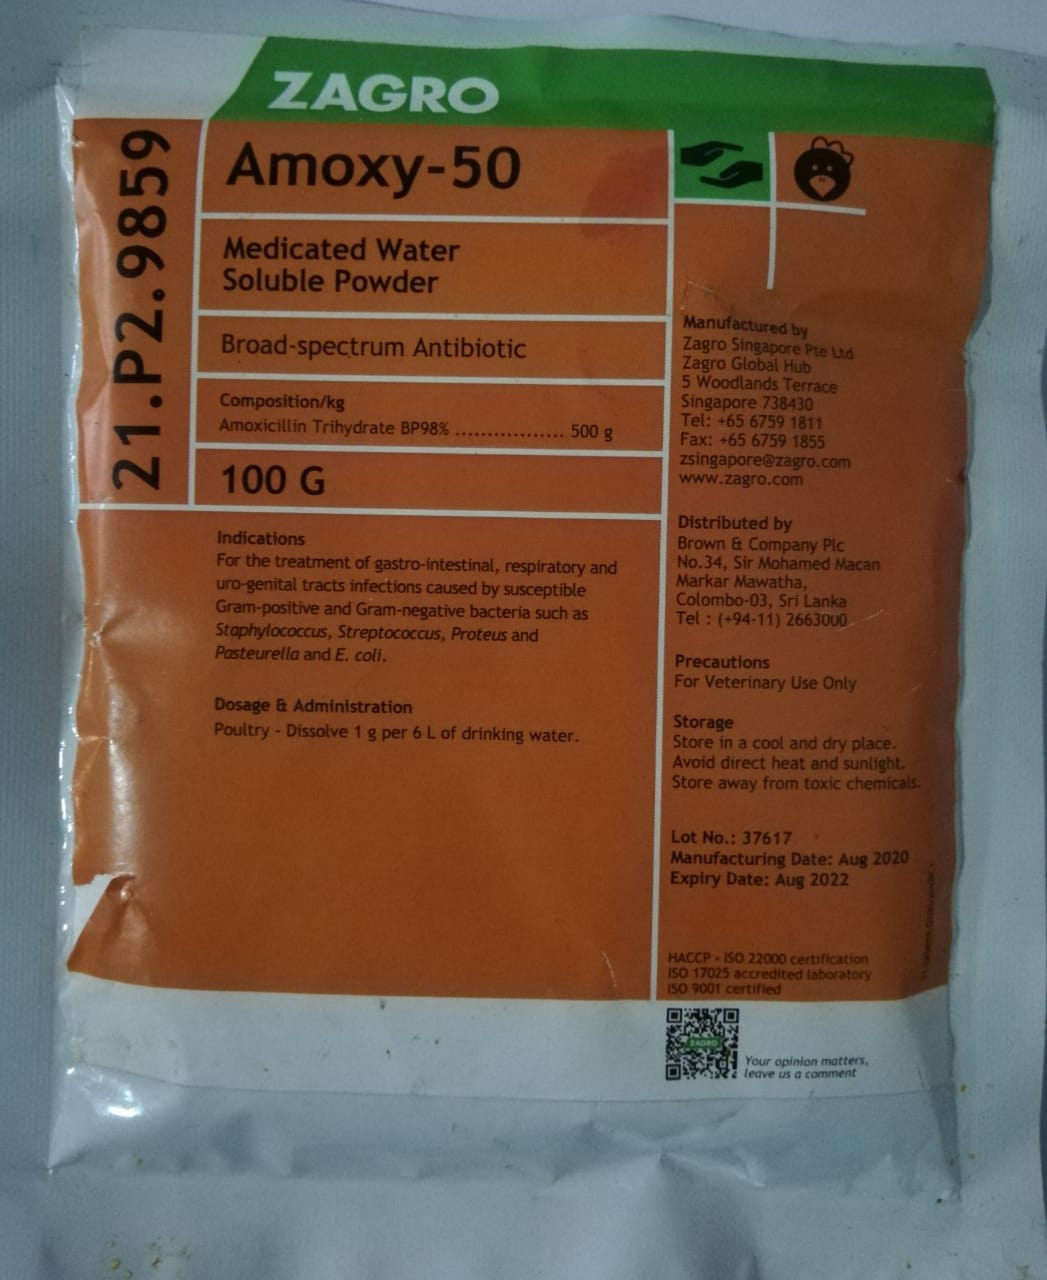 ZAGRO
21.P2.9859
Amoxy-50
Medicated Water
Soluble Powder
Broad-spectrum Antibiotic
Composition/kg
Amoxicillin Trihydrate BP98% ................. 500 g
100 G
Indications
For the treatment of gastro-intestinal, respiratory and
uro-genital tracts infections caused by susceptible
Gram-positive and Gram-negative bacteria such as
Staphylococcus, Streptococcus, Proteus and
Pasteurella and E. coli.
Dosage & Administration
Poultry - Dissolve 1 g per 6 L of drinking water.
Manufactured by
Zagro Singapore Pte Ltd
Zagro Global Hub
5 Woodlands Terrace
Singapore 738430
Tel: +65 6759 1811
Fax: +65 6759 1855
zsingapore@zagro.com
www.zagro.com
Distributed by
Brown & Company Plc
No.34, Sir Mohamed Macan
Markar Mawatha,
Colombo-03, Sri Lanka
Tel : (+94-11) 2663000
Precautions
For Veterinary Use Only
Storage
Store in a cool and dry place.
Avoid direct heat and sunlight.
Store away from toxic chemicals.
Lot No.: 37617
Manufacturing Date: Aug 2020
Expiry Date: Aug 2022
HACCP - ISO 22000 certification
ISO 17025 accredited laboratory
ISO 9001 certified
ZAGRO
Your opinion matters,
leave us a comment